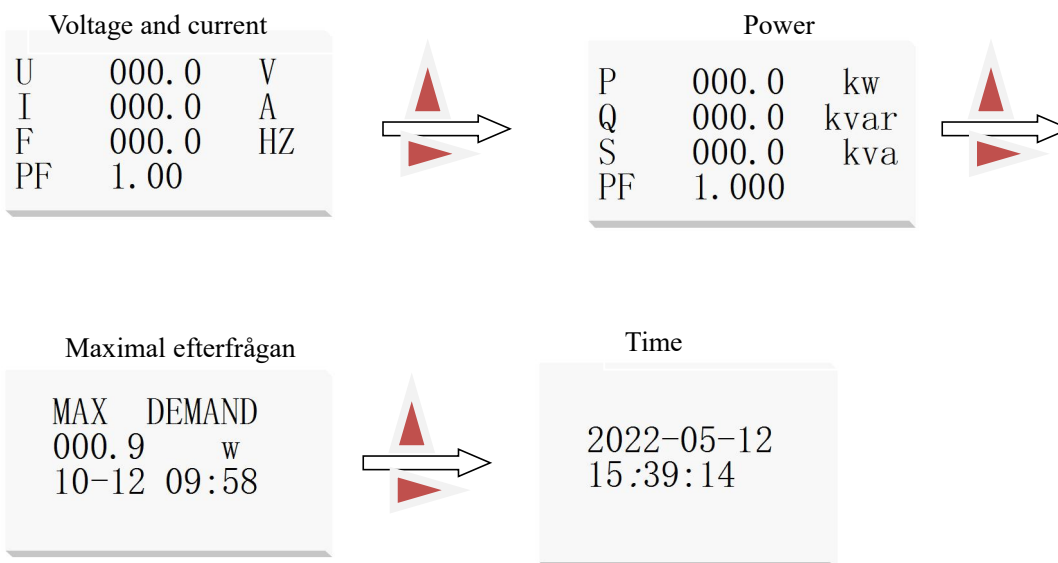 Voltage and current
U 000.0 V
I 000.0 A
F 000.0 HZ
PF 1.00
Power
P 000.0 kw
Q 000.0 kvar
S 000.0 kva
PF 1.000
Maximal efterfrågan
MAX DEMAND
000.9 w
10-12 09:58
Time
2022-05-12
15:39:14